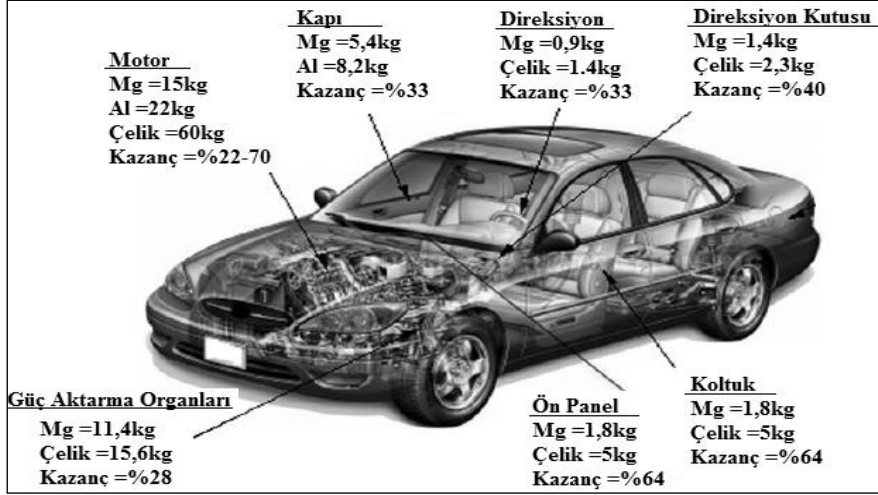 Kapı
Mg =5,4kg
Al =8,2kg
Kazanç =%33
Direksiyon
Mg =0,9kg
Çelik =1.4kg
Kazanç =%33
Direksiyon Kutusu
Mg =1,4kg
Çelik =2,3kg
Kazanç =%40
Motor
Mg =15kg
Al =22kg
Çelik =60kg
Kazanç =%22-70
Güç Aktarma Organları
Mg =11,4kg
Çelik =15,6kg
Kazanç =%28
Ön Panel
Mg =1,8kg
Çelik =5kg
Kazanç =%64
Koltuk
Mg =1,8kg
Çelik =5kg
Kazanç =%64